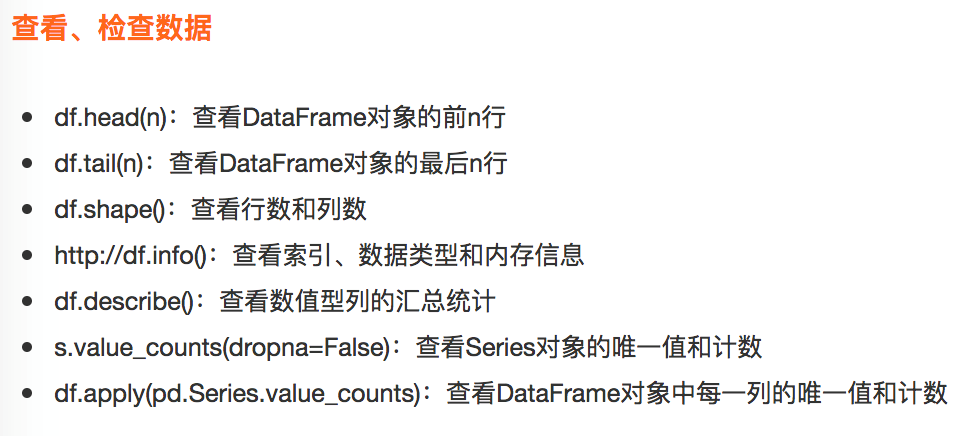 查看、检查数据
df.head(n)：查看DataFrame对象的前n行
df.tail(n)：查看DataFrame对象的最后n行
df.shape()：查看行数和列数
http://df.info()：查看索引、数据类型和内存信息
df.describe()：查看数值型列的汇总统计
s.value_counts(dropna=False)：查看Series对象的唯一值和计数
df.apply(pd.Series.value_counts)：查看DataFrame对象中每一列的唯一值和计数